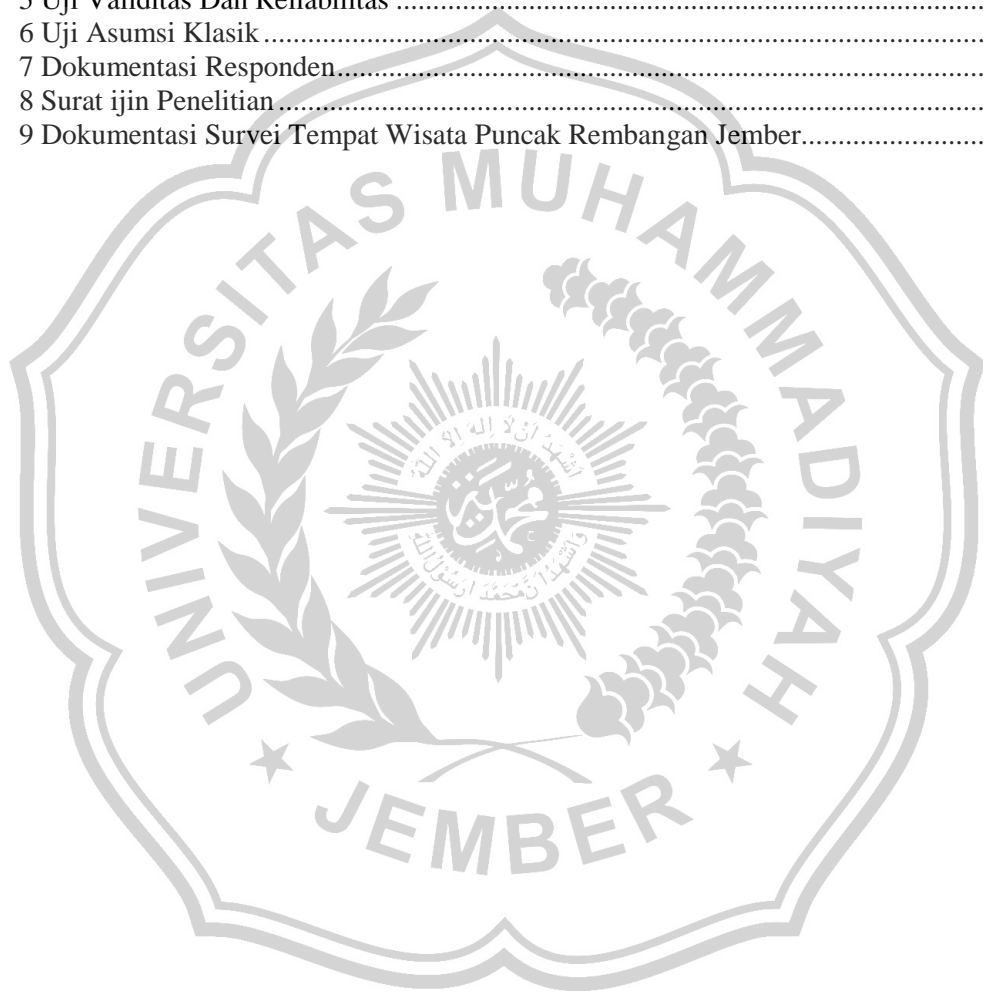 5 Uji Validitas Dan Reliabilitas ........................................................................
6 Uji Asumsi Klasik ........................................................................
7 Dokumentasi Responden ........................................................................
8 Surat ijin Penelitian ........................................................................
9 Dokumentasi Survei Tempat Wisata Puncak Rembangan Jember ........................
UNIVERSITAS MUHAMMADIYAH
JEMBER